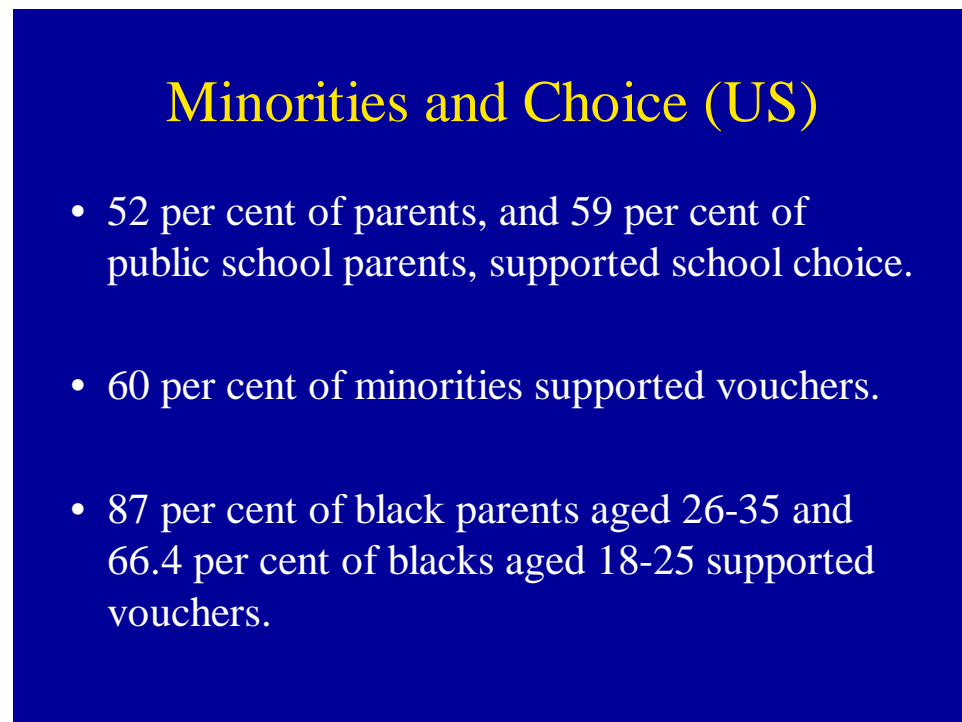 Minorities and Choice (US)
• 52 per cent of parents, and 59 per cent of
public school parents, supported school choice.
• 60 per cent of minorities supported vouchers.
• 87 per cent of black parents aged 26-35 and
66.4 per cent of blacks aged 18-25 supported
vouchers.